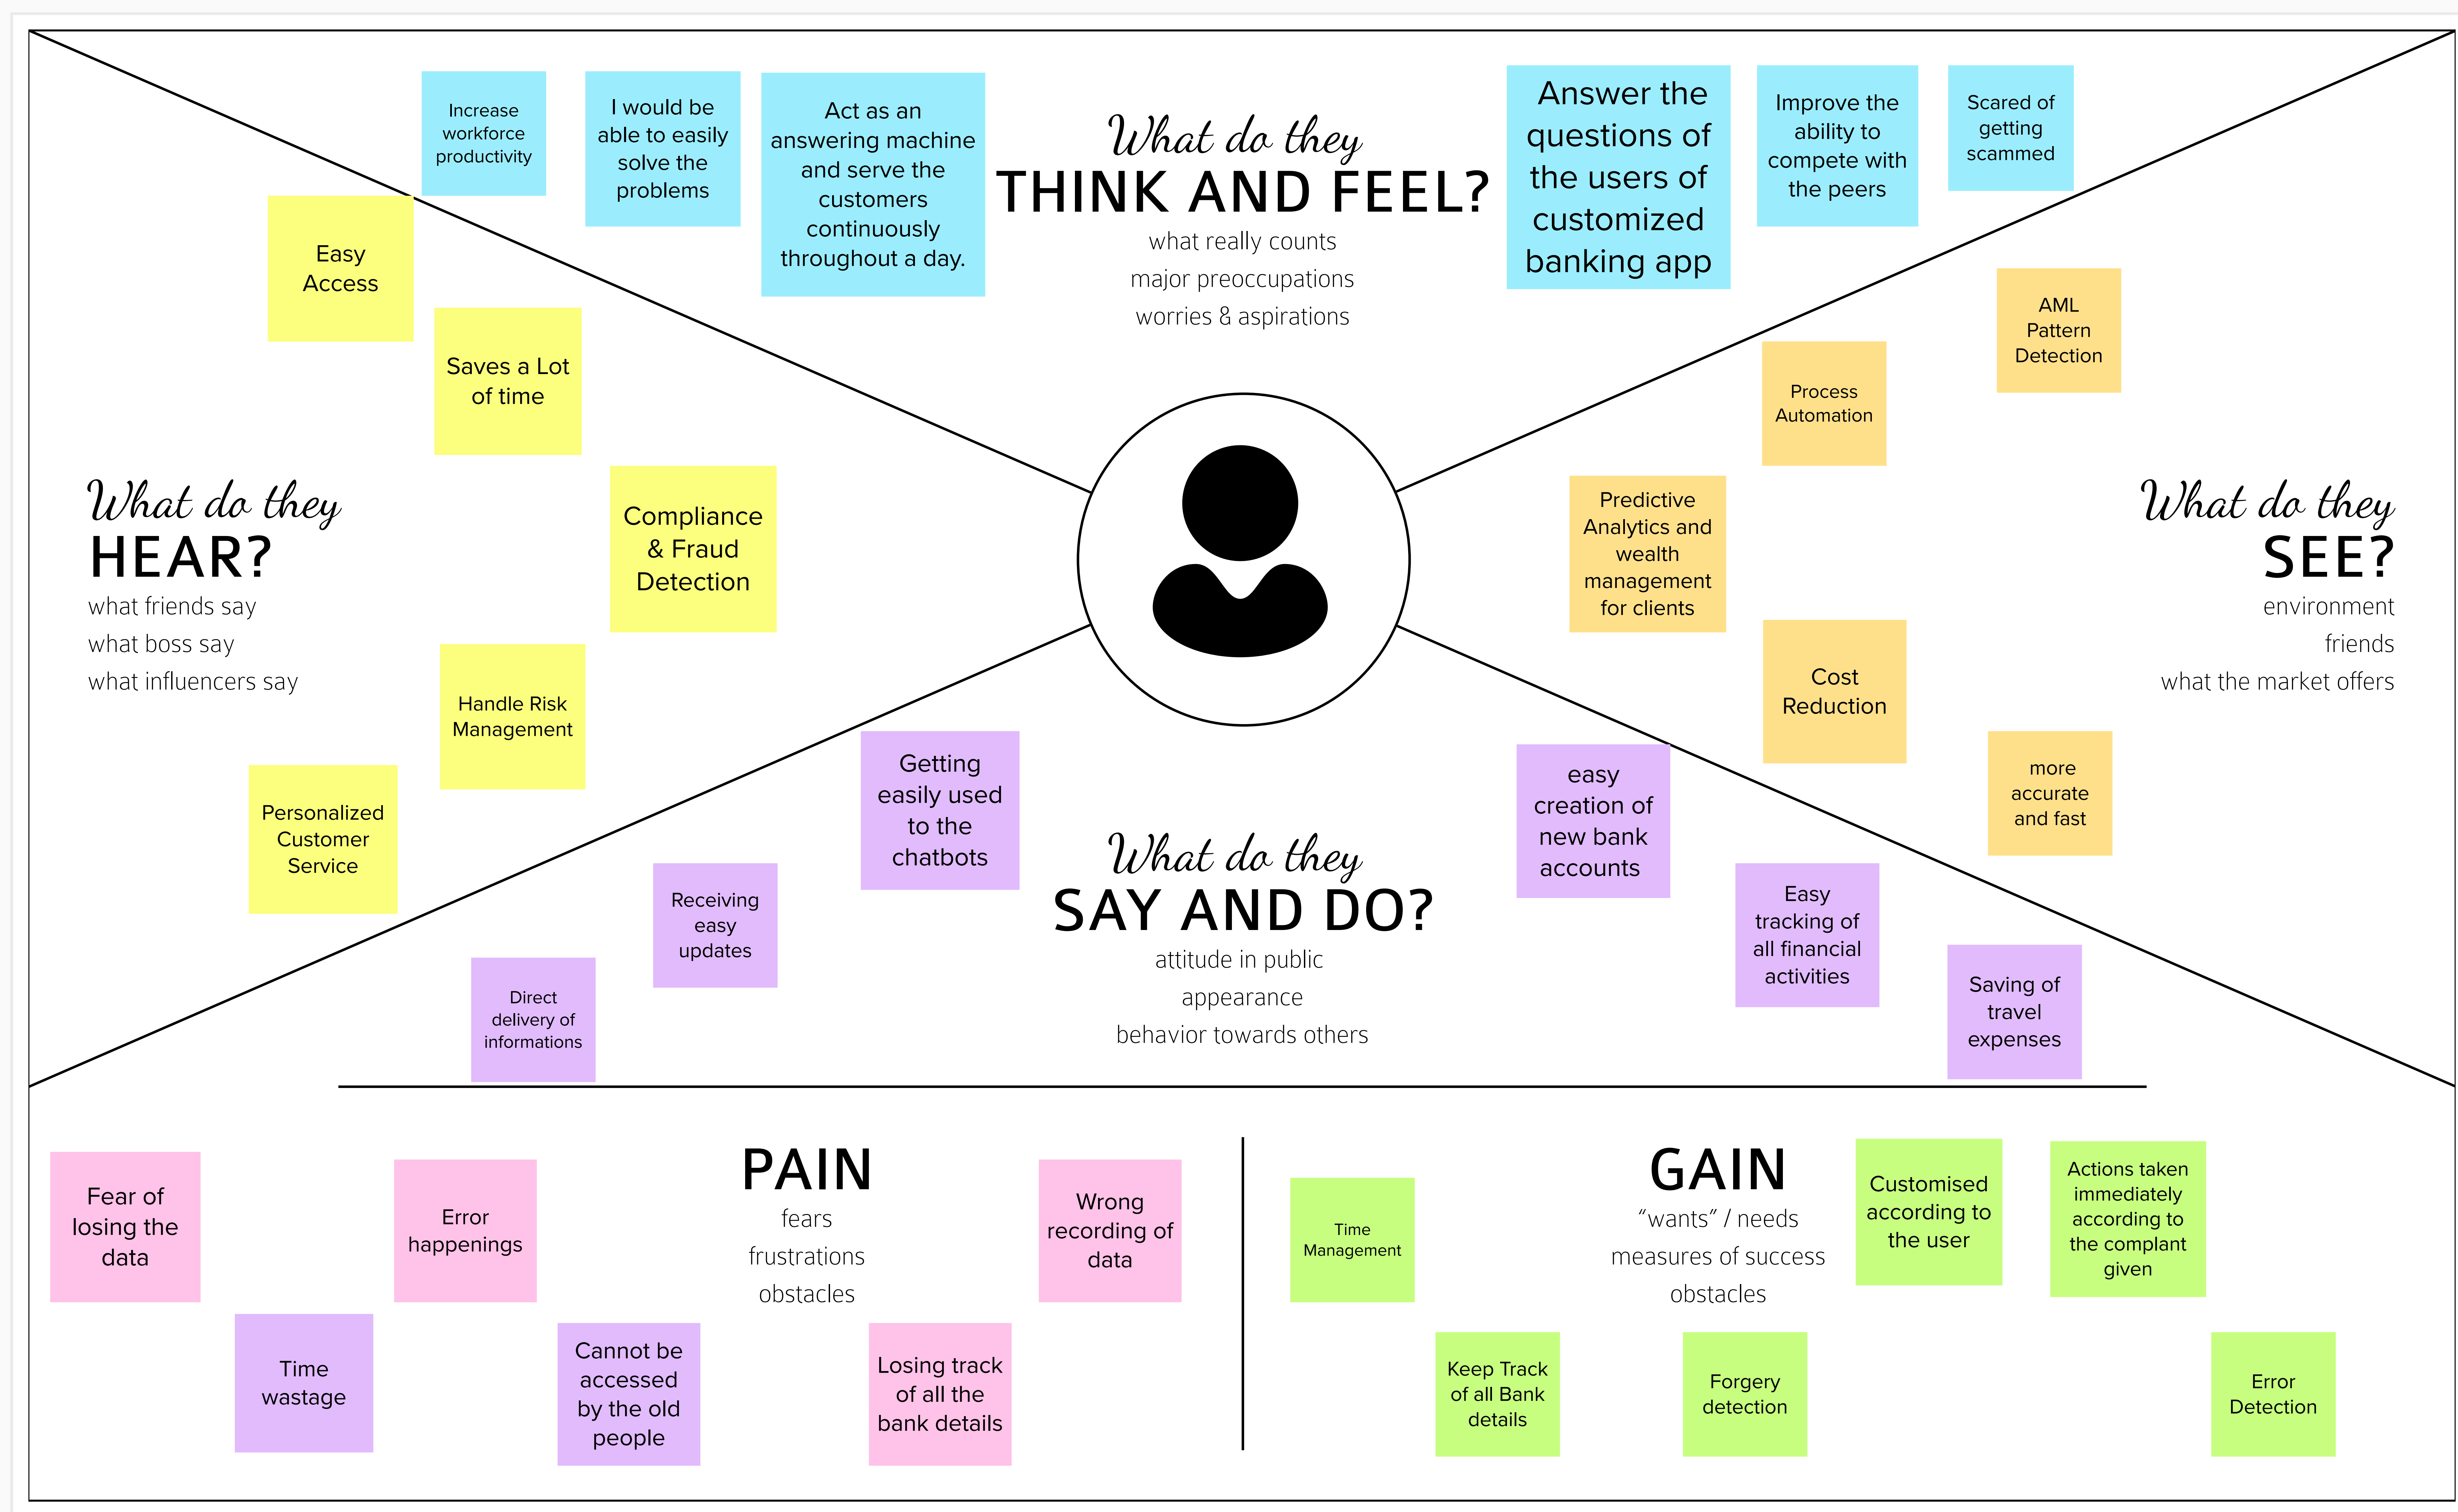 Increase
workforce
productivity
I would be
able to easily
solve the
problems
Act as an
answering machine
and serve the
customers
continuously
throughout a day.
What do they
THINK AND FEEL?
what really counts
major preoccupations
worries & aspirations
Answer the
questions of
the users of
customized
banking app
Improve the
ability to
compete with
the peers
Scared of
getting
scammed
Easy
Access
Saves a Lot
of time
Compliance
& Fraud
Detection
What do they
HEAR?
what friends say
what boss say
what influencers say
Handle Risk
Management
Personalized
Customer
Service
AML
Pattern
Detection
Process
Automation
Predictive
Analytics and
wealth
management
for clients
What do they
SEE?
environment
friends
what the market offers
Cost
Reduction
more
accurate
and fast
Getting
easily used
to the
chatbots
Receiving
easy
updates
Direct
delivery of
informations
What do they
SAY AND DO?
attitude in public
appearance
behavior towards others
easy
creation of
new bank
accounts
Easy
tracking of
all financial
activities
Saving of
travel
expenses
Fear of
losing the
data
Error
happenings
PAIN
fears
frustrations
obstacles
Wrong
recording of
data
Time
wastage
Cannot be
accessed
by the old
people
Losing track
of all the
bank details
Time
Management
GAIN
“wants” / needs
measures of success
obstacles
Customised
according to
the user
Actions taken
immediately
according to
the complant
given
Keep Track
of all Bank
details
Forgery
detection
Error
Detection